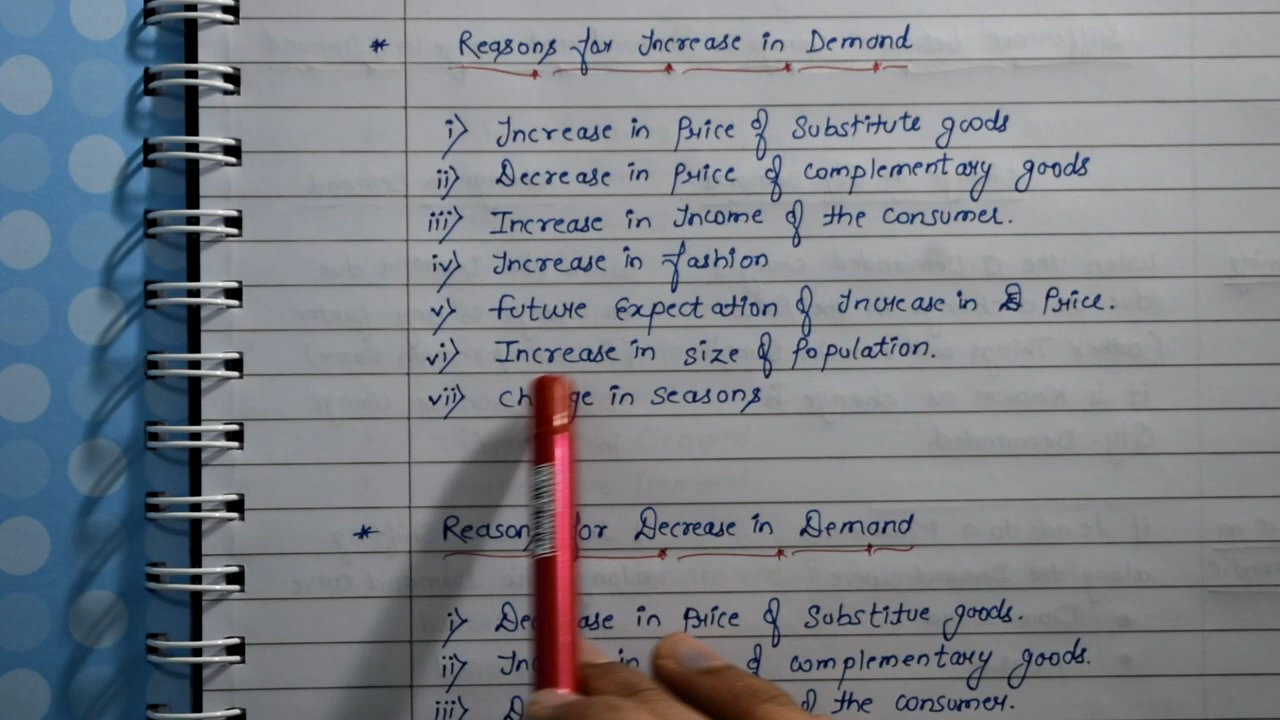 * Reasons for Increase in Demand
i) Increase in Price of Substitute goods
ii) Decrease in Price of complementary goods
iii) Increase in Income of the consumer.
iv) Increase in fashion
v) future Expectation of Increase in Price.
vi) Increase in size of Population.
vii) in seasons
* for Decrease in Demand
i) in Price of Substitue goods.
ii) in of complementary goods.
iii) of the consumer.